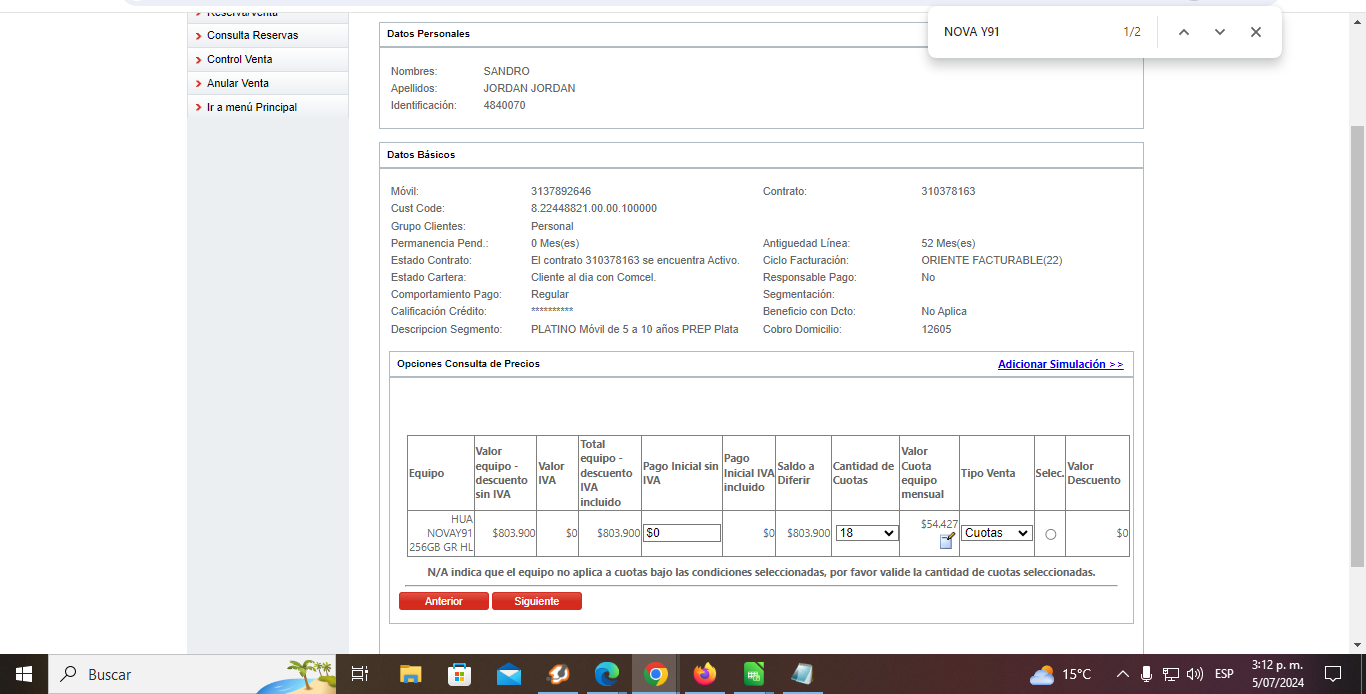 Reserva/Venta
Consulta Reservas
Control Venta
Anular Venta
Ir a menú Principal
NOVA Y91 1/2
Datos Personales
Nombres: SANDRO
Apellidos: JORDAN JORDAN
Identificación: 4840070
Datos Básicos
Móvil: 3137892646 Contrato: 310378163
Cust Code: 8.22448821.00.00.100000
Grupo Clientes: Personal
Permanencia Pend.: 0 Mes(es) Antiguedad Línea: 52 Mes(es)
Estado Contrato: El contrato 310378163 se encuentra Activo. Ciclo Facturación: ORIENTE FACTURABLE(22)
Estado Cartera: Cliente al dia con Comcel. Responsable Pago: No
Comportamiento Pago: Regular Segmentación:
Calificación Crédito: ********** Beneficio con Dcto: No Aplica
Descripcion Segmento: PLATINO Móvil de 5 a 10 años PREP Plata Cobro Domicilio: 12605
Opciones Consulta de Precios Adicionar Simulación >>
Equipo
Valor
equipo -
descuento
sin IVA
Valor
IVA
Total
equipo -
descuento
IVA
incluido
Pago Inicial sin
IVA
Pago
Inicial IVA
incluido
Saldo a
Diferir
Cantidad de
Cuotas
Valor
Cuota
equipo
mensual
Tipo Venta
Selec.
Valor
Descuento
HUA
NOVAY91
256GB GR HL
$803.900 $0 $803.900 $0 $0 $803.900 18 $54.427 Cuotas $0
N/A indica que el equipo no aplica a cuotas bajo las condiciones seleccionadas, por favor valide la cantidad de cuotas seleccionadas.
Anterior Siguiente
Buscar
15°C
ESP
3:12 p. m.
5/07/2024